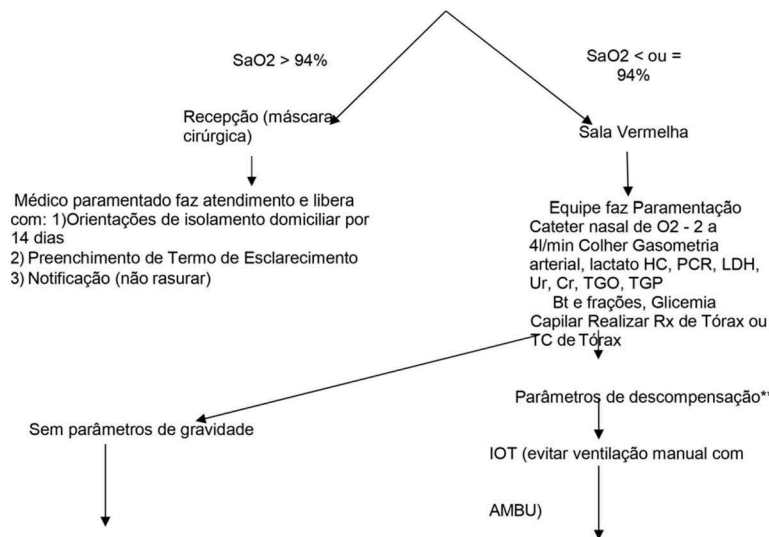 SaO2 > 94%
SaO2 < ou =
94%
Recepção (máscara
cirúrgica)
Sala Vermelha
Médico paramentado faz atendimento e libera
com: 1)Orientações de isolamento domiciliar por
14 dias
2) Preenchimento de Termo de Esclarecimento
3) Notificação (não rasurar)
Equipe faz Paramentação
Cateter nasal de O2 - 2 a
4l/min Colher Gasometria
arterial, lactato HC, PCR, LDH,
Ur, Cr, TGO, TGP
Bt e frações, Glicemia
Capilar Realizar Rx de Tórax ou
TC de Tórax
Parâmetros de descompensação**
Sem parâmetros de gravidade
IOT (evitar ventilação manual com
AMBU)